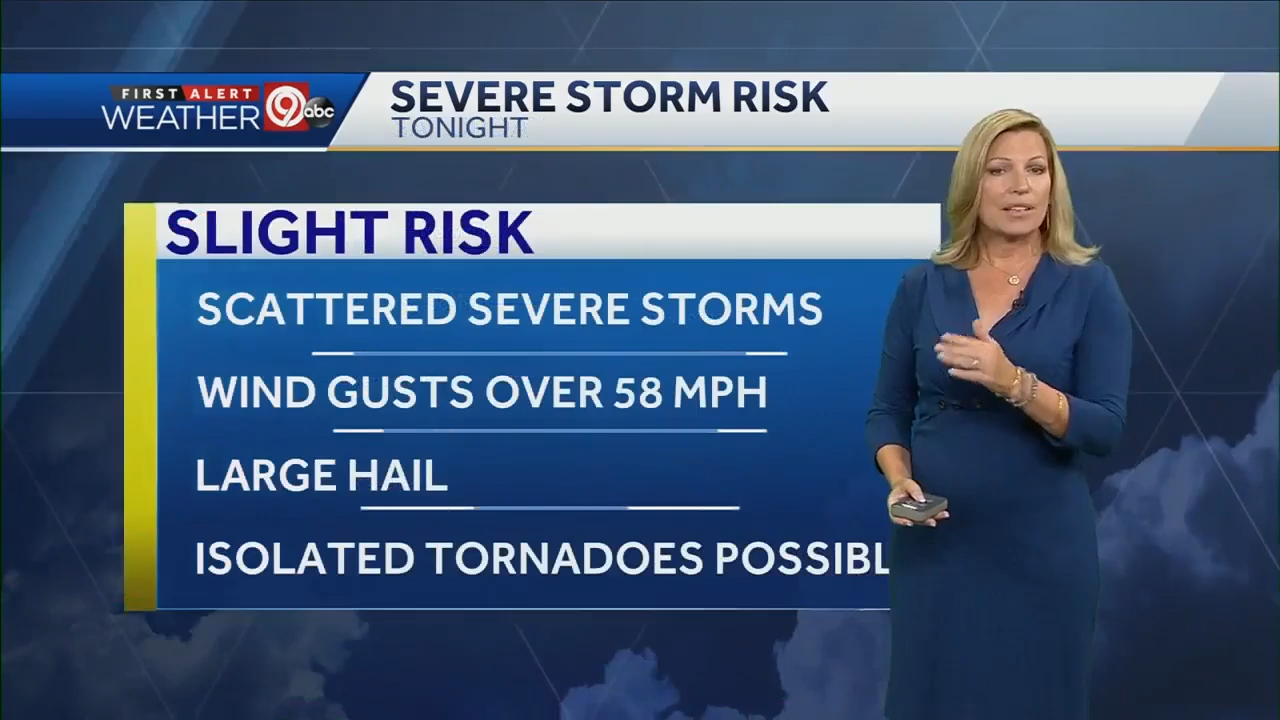 FIRST ALERT
WEATHER 9 abc
SEVERE STORM RISK
TONIGHT
SLIGHT RISK
SCATTERED SEVERE STORMS
WIND GUSTS OVER 58 MPH
LARGE HAIL
ISOLATED TORNADOES POSSIBL